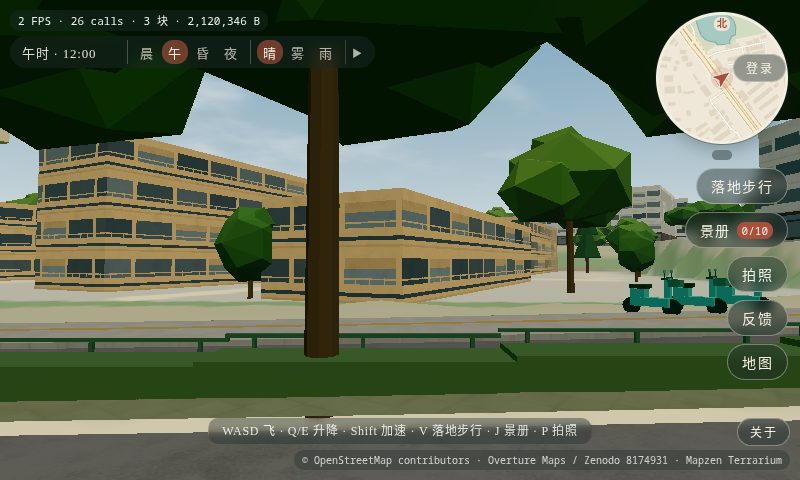 2 FPS · 26 calls · 3 块 · 2,120,346 B
午时 · 12:00 晨 午 昏 夜 晴 雾 雨 ▶
北
登录
落地步行
景册 0/10
拍照
反馈
地图
WASD 飞 · Q/E 升降 · Shift 加速 · V 落地步行 · J 景册 · P 拍照
关于
© OpenStreetMap contributors · Overture Maps / Zenodo 8174931 · Mapzen Terrarium